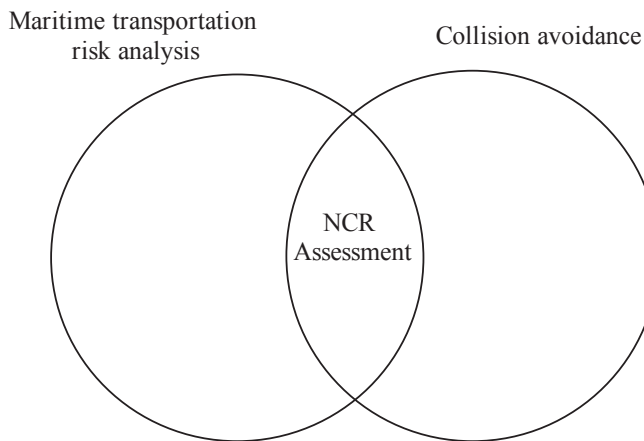 Maritime transportation
risk analysis
Collision avoidance
NCR
Assessment